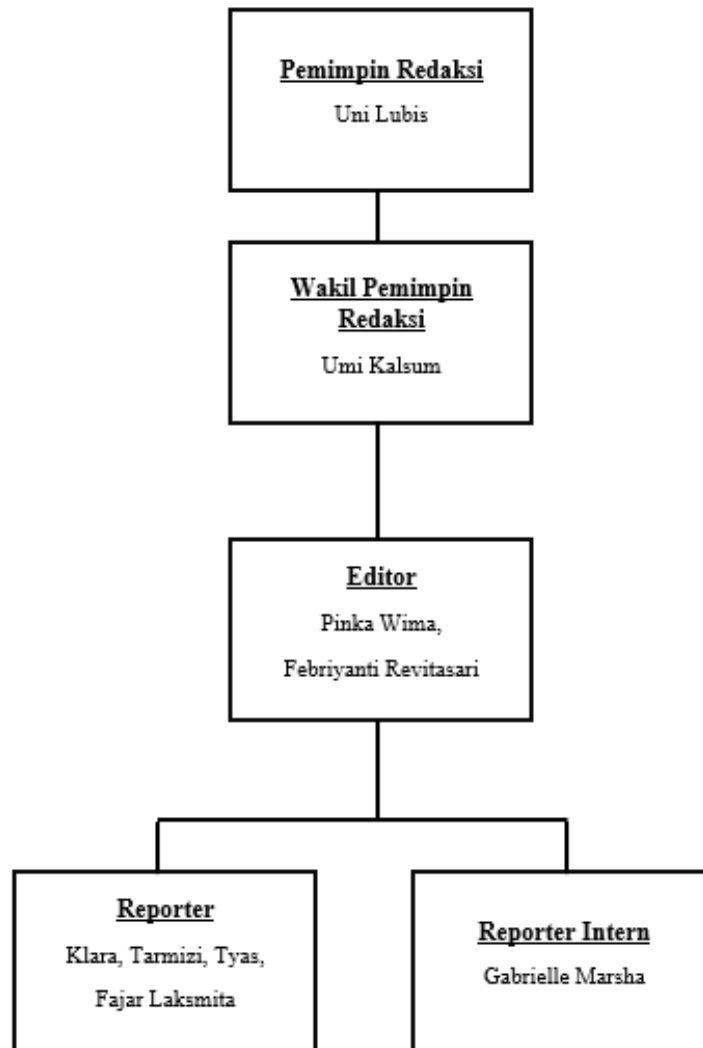 Pemimpin Redaksi
Uni Lubis
Wakil Pemimpin
Redaksi
Umi Kalsum
Editor
Pinka Wima,
Febriyanti Revitasari
Reporter
Klara, Tarmizi, Tyas,
Fajar Laksmita
Reporter Intern
Gabrielle Marsha